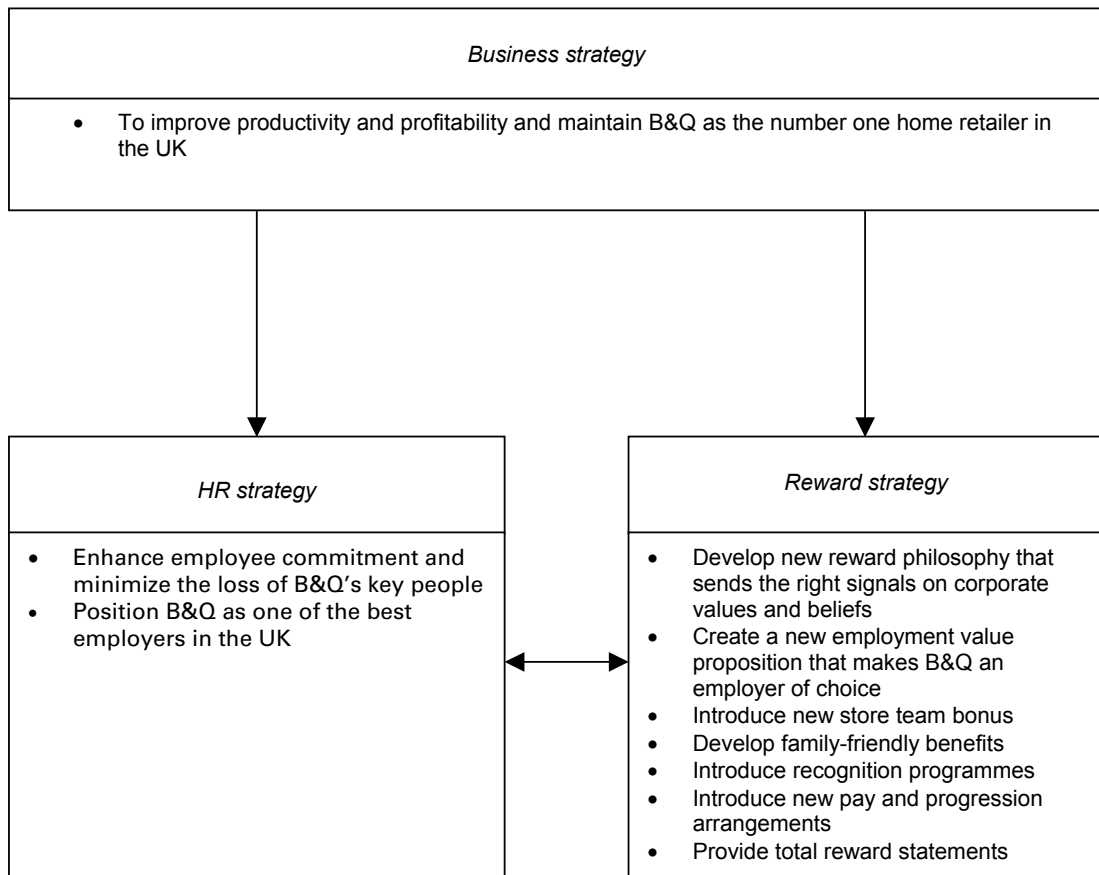 Business strategy
• To improve productivity and profitability and maintain B&Q as the number one home retailer in
the UK
HR strategy
• Enhance employee commitment and
minimize the loss of B&Q's key people
• Position B&Q as one of the best
employers in the UK
Reward strategy
• Develop new reward philosophy that
sends the right signals on corporate
values and beliefs
• Create a new employment value
proposition that makes B&Q an
employer of choice
• Introduce new store team bonus
• Develop family-friendly benefits
• Introduce recognition programmes
• Introduce new pay and progression
arrangements
• Provide total reward statements